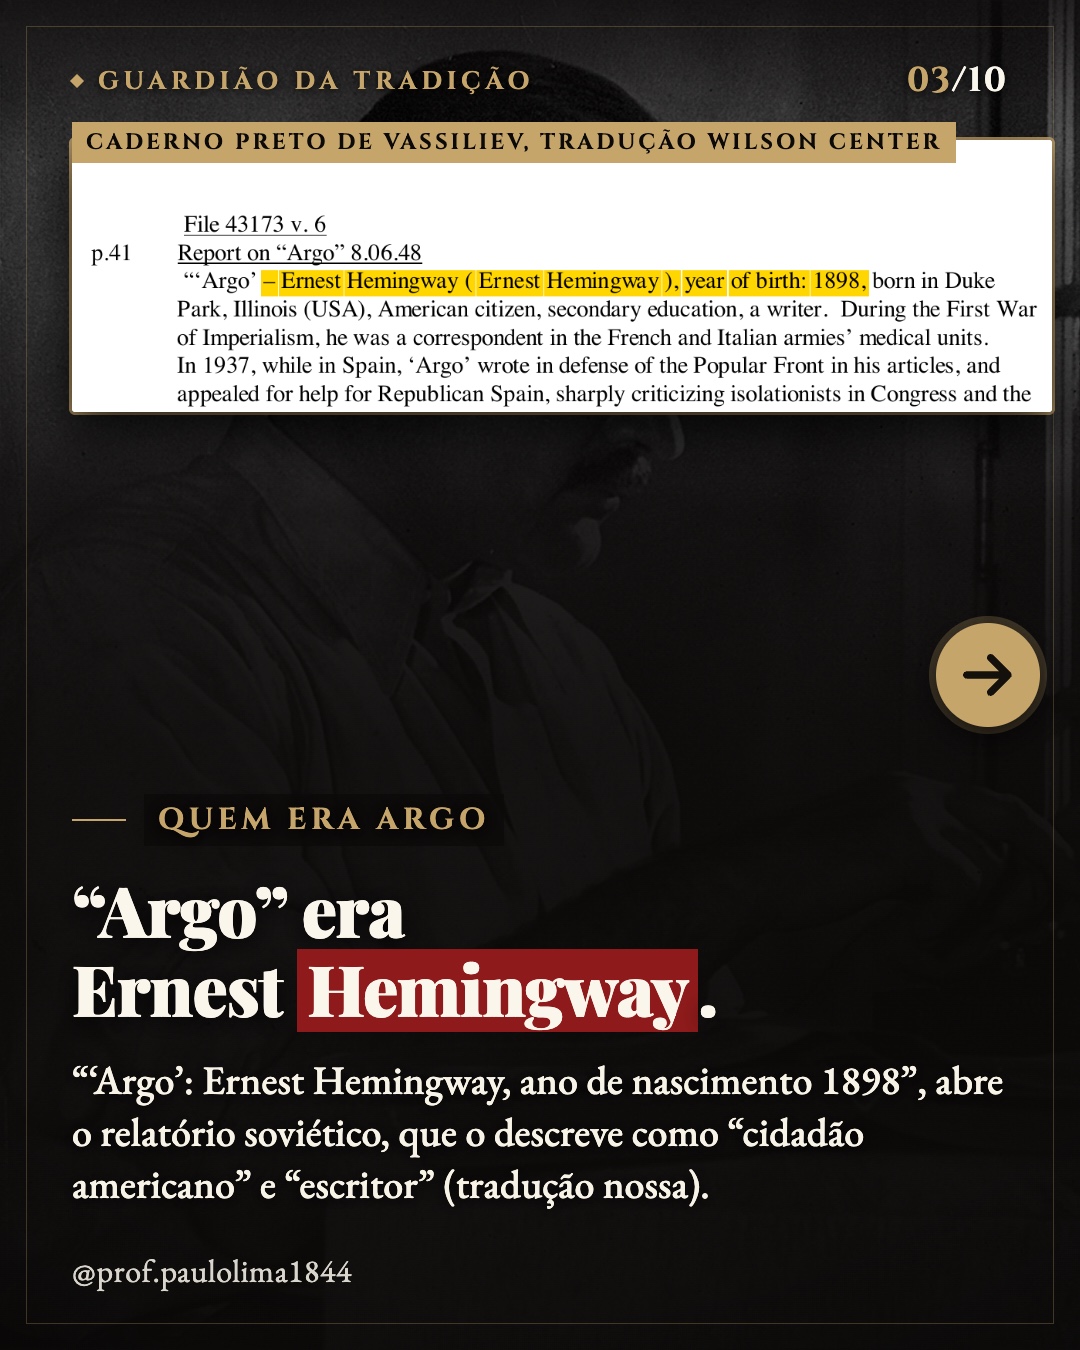 GUARDIÃO DA TRADIÇÃO
03/10
CADERNO PRETO DE VASSILIEV, TRADUÇÃO WILSON CENTER
File 43173 v. 6
p.41 Report on “Argo” 8.06.48
“‘Argo’ – Ernest Hemingway ( Ernest Hemingway ), year of birth: 1898, born in Duke
Park, Illinois (USA), American citizen, secondary education, a writer. During the First War
of Imperialism, he was a correspondent in the French and Italian armies’ medical units.
In 1937, while in Spain, ‘Argo’ wrote in defense of the Popular Front in his articles, and
appealed for help for Republican Spain, sharply criticizing isolationists in Congress and the
QUEM ERA ARGO
“Argo” era
Ernest Hemingway.
“‘Argo’: Ernest Hemingway, ano de nascimento 1898”, abre
o relatório soviético, que o descreve como “cidadão
americano” e “escritor” (tradução nossa).
@prof.paulolima1844